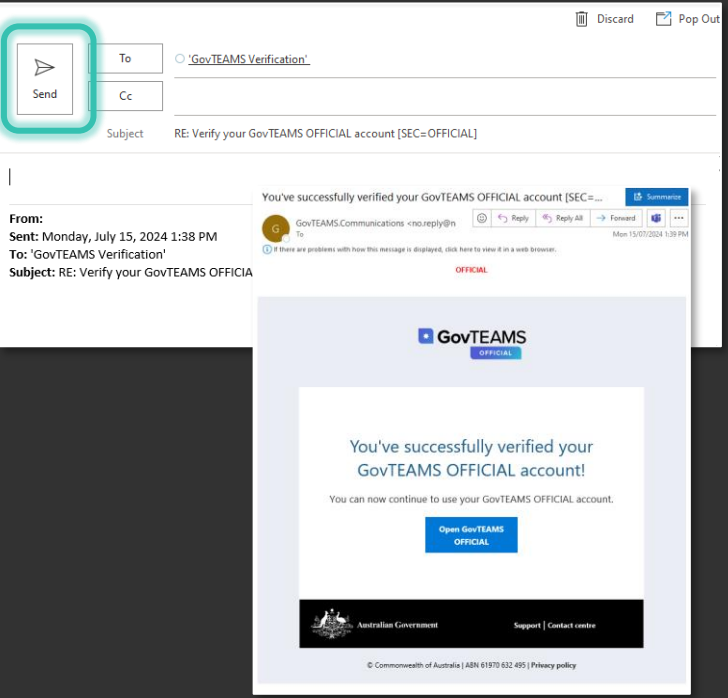 Discard
Pop Out
Send
To
'GovTEAMS Verification'
Cc
Subject
RE: Verify your GovTEAMS OFFICIAL account [SEC=OFFICIAL]
From:
Sent: Monday, July 15, 2024 1:38 PM
To: 'GovTEAMS Verification'
Subject: RE: Verify your GovTEAMS OFFICIA
You've successfully verified your GovTEAMS OFFICIAL account [SEC=...
Summarize
G
GovTEAMS.Communications <no.reply@n
To
Reply
Reply All
Forward
Mon 15/07/2024 1:39 PM
If there are problems with how this message is displayed, click here to view it in a web browser.
OFFICIAL
GovTEAMS
OFFICIAL
You've successfully verified your
GovTEAMS OFFICIAL account!
You can now continue to use your GovTEAMS OFFICIAL account.
Open GovTEAMS
OFFICIAL
Australian Government
Support | Contact centre
© Commonwealth of Australia | ABN 61970 632 495 | Privacy policy